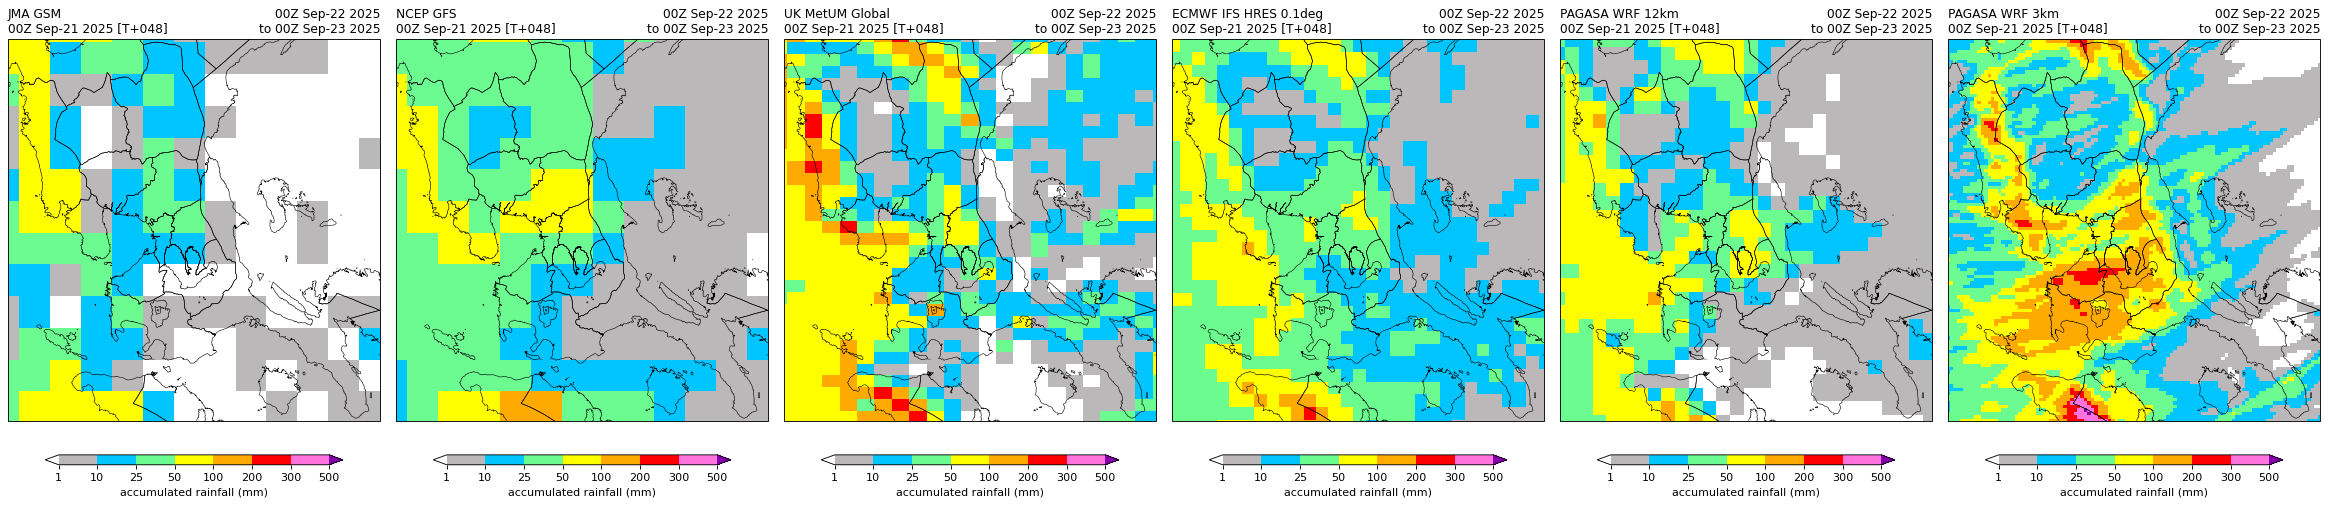 JMA GSM 00Z Sep-22 2025
00Z Sep-21 2025 [T+048] to 00Z Sep-23 2025
1 10 25 50 100 200 300 500
accumulated rainfall (mm)
NCEP GFS 00Z Sep-22 2025
00Z Sep-21 2025 [T+048] to 00Z Sep-23 2025
1 10 25 50 100 200 300 500
accumulated rainfall (mm)
UK MetUM Global 00Z Sep-22 2025
00Z Sep-21 2025 [T+048] to 00Z Sep-23 2025
1 10 25 50 100 200 300 500
accumulated rainfall (mm)
ECMWF IFS HRES 0.1deg 00Z Sep-22 2025
00Z Sep-21 2025 [T+048] to 00Z Sep-23 2025
1 10 25 50 100 200 300 500
accumulated rainfall (mm)
PAGASA WRF 12km 00Z Sep-22 2025
00Z Sep-21 2025 [T+048] to 00Z Sep-23 2025
1 10 25 50 100 200 300 500
accumulated rainfall (mm)
PAGASA WRF 3km 00Z Sep-22 2025
00Z Sep-21 2025 [T+048] to 00Z Sep-23 2025
1 10 25 50 100 200 300 500
accumulated rainfall (mm)